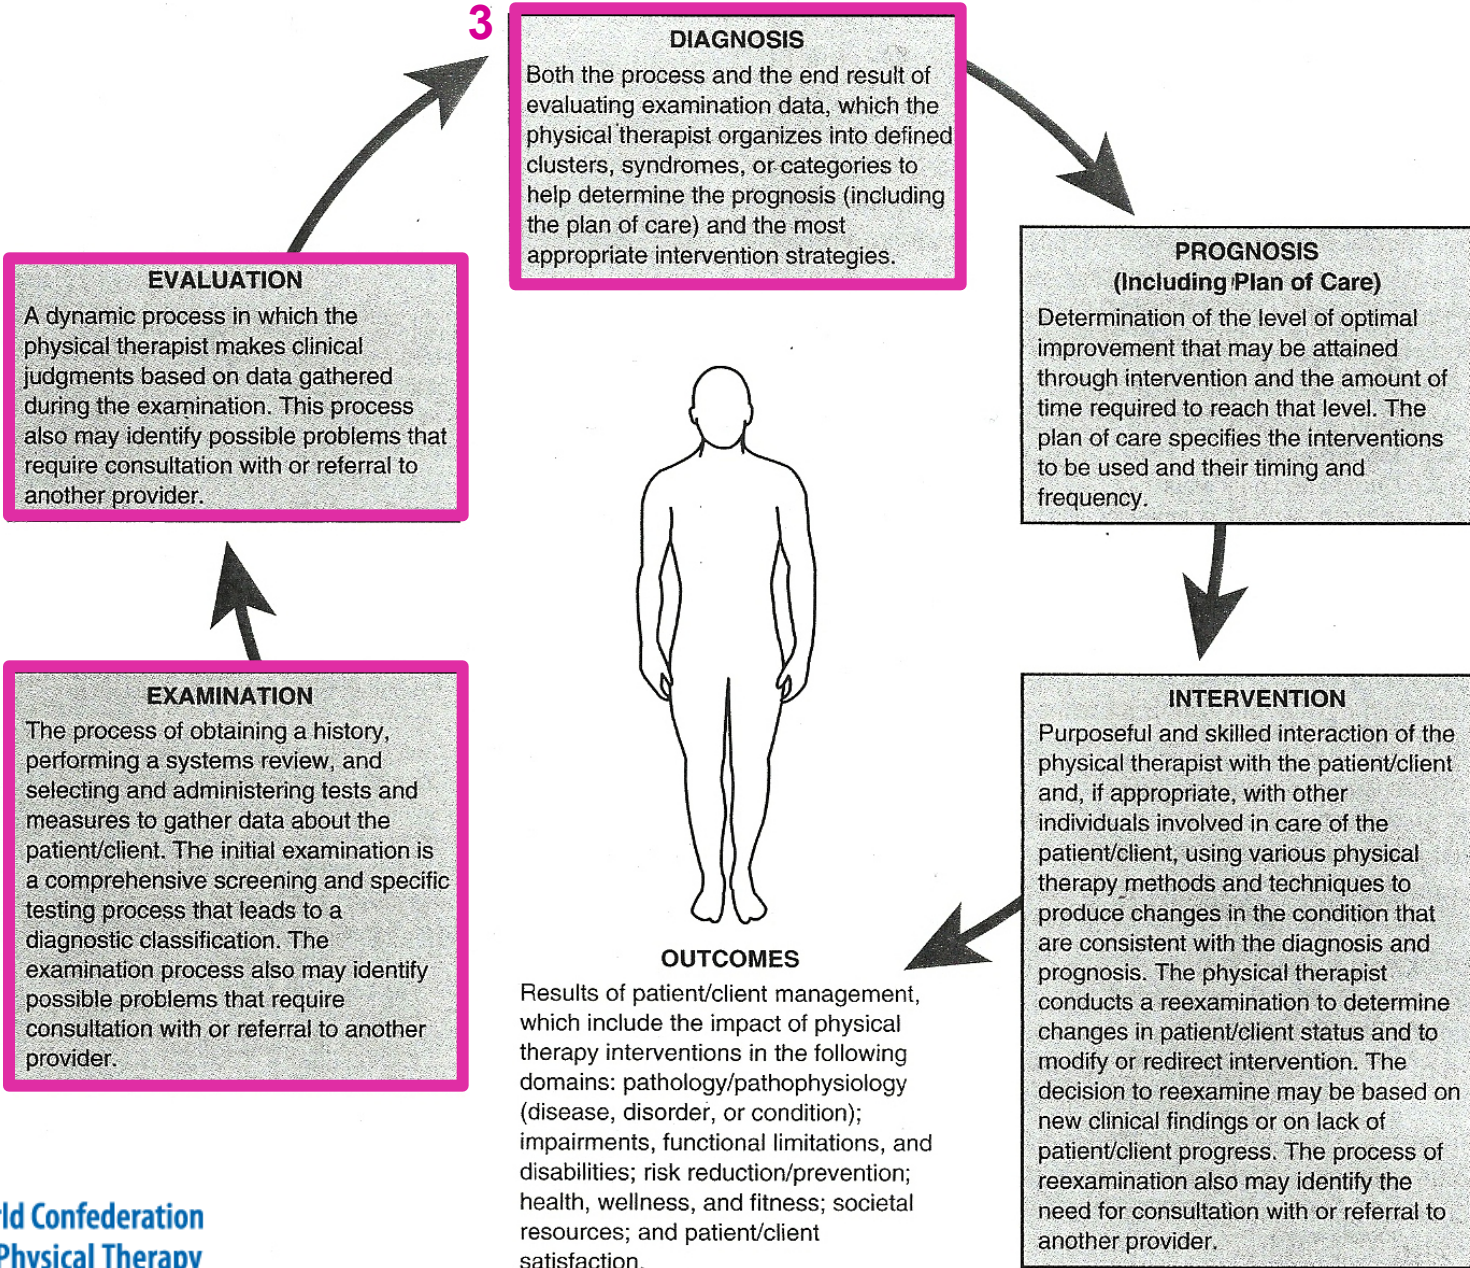 3
DIAGNOSIS
Both the process and the end result of
evaluating examination data, which the
physical therapist organizes into defined
clusters, syndromes, or categories to
help determine the prognosis (including
the plan of care) and the most
appropriate intervention strategies.
EVALUATION
A dynamic process in which the
physical therapist makes clinical
judgments based on data gathered
during the examination. This process
also may identify possible problems that
require consultation with or referral to
another provider.
PROGNOSIS
(Including Plan of Care)
Determination of the level of optimal
improvement that may be attained
through intervention and the amount of
time required to reach that level. The
plan of care specifies the interventions
to be used and their timing and
frequency.
EXAMINATION
The process of obtaining a history,
performing a systems review, and
selecting and administering tests and
measures to gather data about the
patient/client. The initial examination is
a comprehensive screening and specific
testing process that leads to a
diagnostic classification. The
examination process also may identify
possible problems that require
consultation with or referral to another
provider.
INTERVENTION
Purposeful and skilled interaction of the
physical therapist with the patient/client
and, if appropriate, with other
individuals involved in care of the
patient/client, using various physical
therapy methods and techniques to
produce changes in the condition that
are consistent with the diagnosis and
prognosis. The physical therapist
conducts a reexamination to determine
changes in patient/client status and to
modify or redirect intervention. The
decision to reexamine may be based on
new clinical findings or on lack of
patient/client progress. The process of
reexamination also may identify the
need for consultation with or referral to
another provider.
OUTCOMES
Results of patient/client management,
which include the impact of physical
therapy interventions in the following
domains: pathology/pathophysiology
(disease, disorder, or condition);
impairments, functional limitations, and
disabilities; risk reduction/prevention;
health, wellness, and fitness; societal
resources; and patient/client
satisfaction.
ld Confederation
Physical Therapy